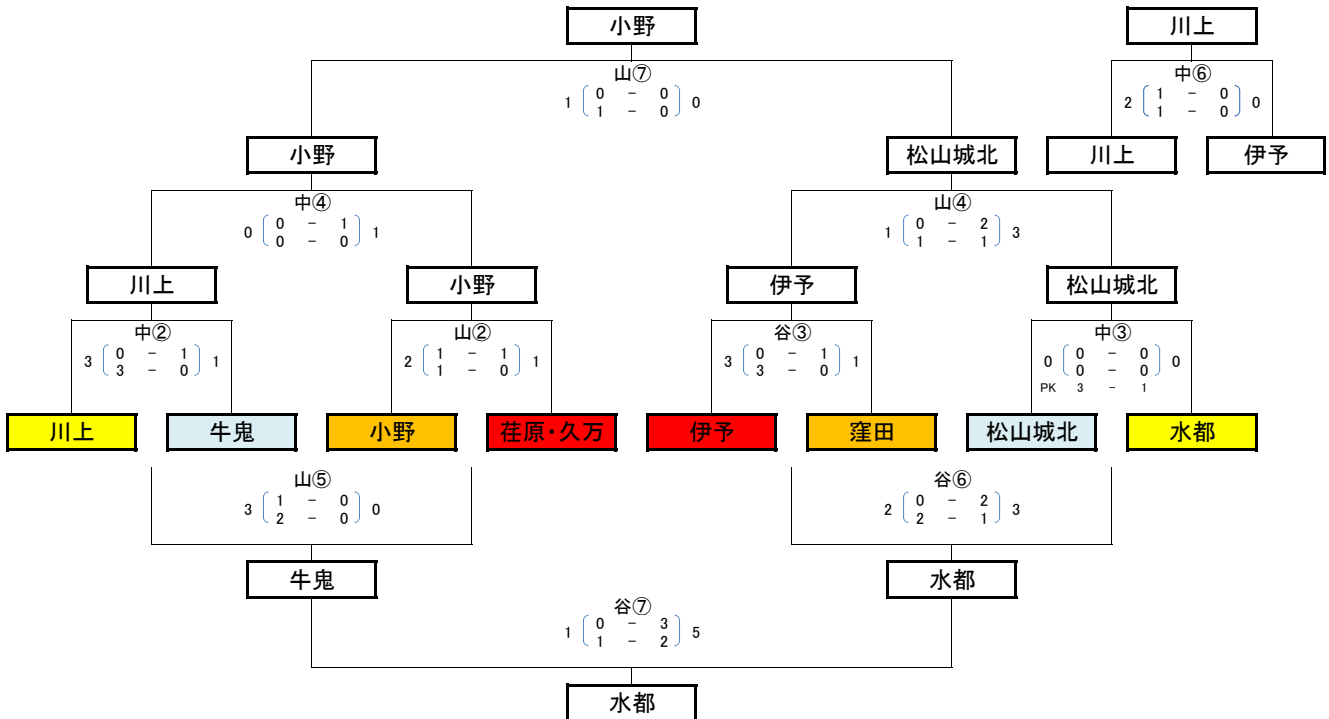 小野 川上
山⑦ 中⑥
1 0 - 0 0 2 1 - 0 0
1 - 0 1 - 0
小野 松山城北 川上 伊予
中④ 山④
0 0 - 1 1 1 0 - 2 3
0 - 0 1 - 1
川上 小野 伊予 松山城北
中② 山② 谷③ 中③
3 0 - 1 1 2 1 - 1 1 3 0 - 1 1 0 0 - 0 0
3 - 0 1 - 0 3 - 0 0 - 0
PK 3 - 1
川上 牛鬼 小野 荏原・久万 伊予 窪田 松山城北 水都
山⑤ 谷⑥
3 1 - 0 0 2 0 - 2 3
2 - 0 2 - 1
牛鬼 水都
谷⑦
1 0 - 3 5
1 - 2
水都